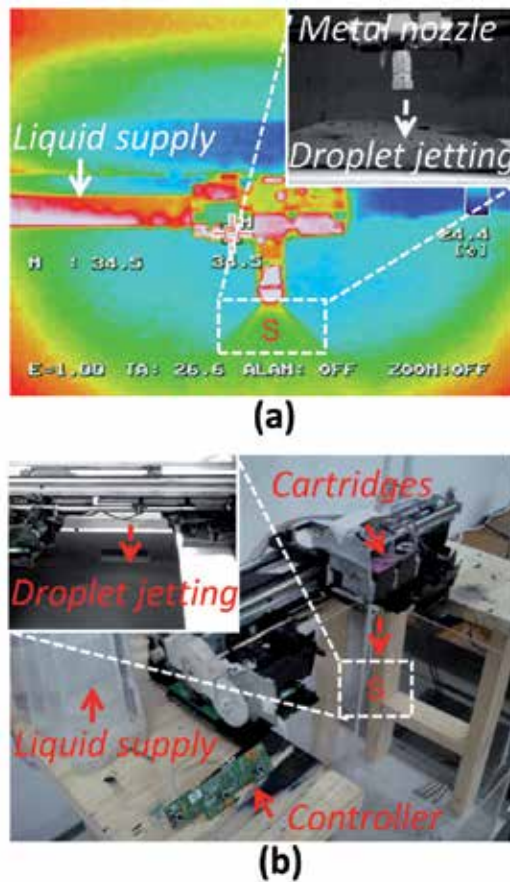 Metal nozzle
Liquid supply
Droplet jetting
24.4
[6]
M : 34.5
34.5
M
S
E=1.00 TA: 26.6 ALAM: OFF ZOOM:OFF
(a)
Cartridges
Droplet jetting
S
Liquid supply
Controller
(b)